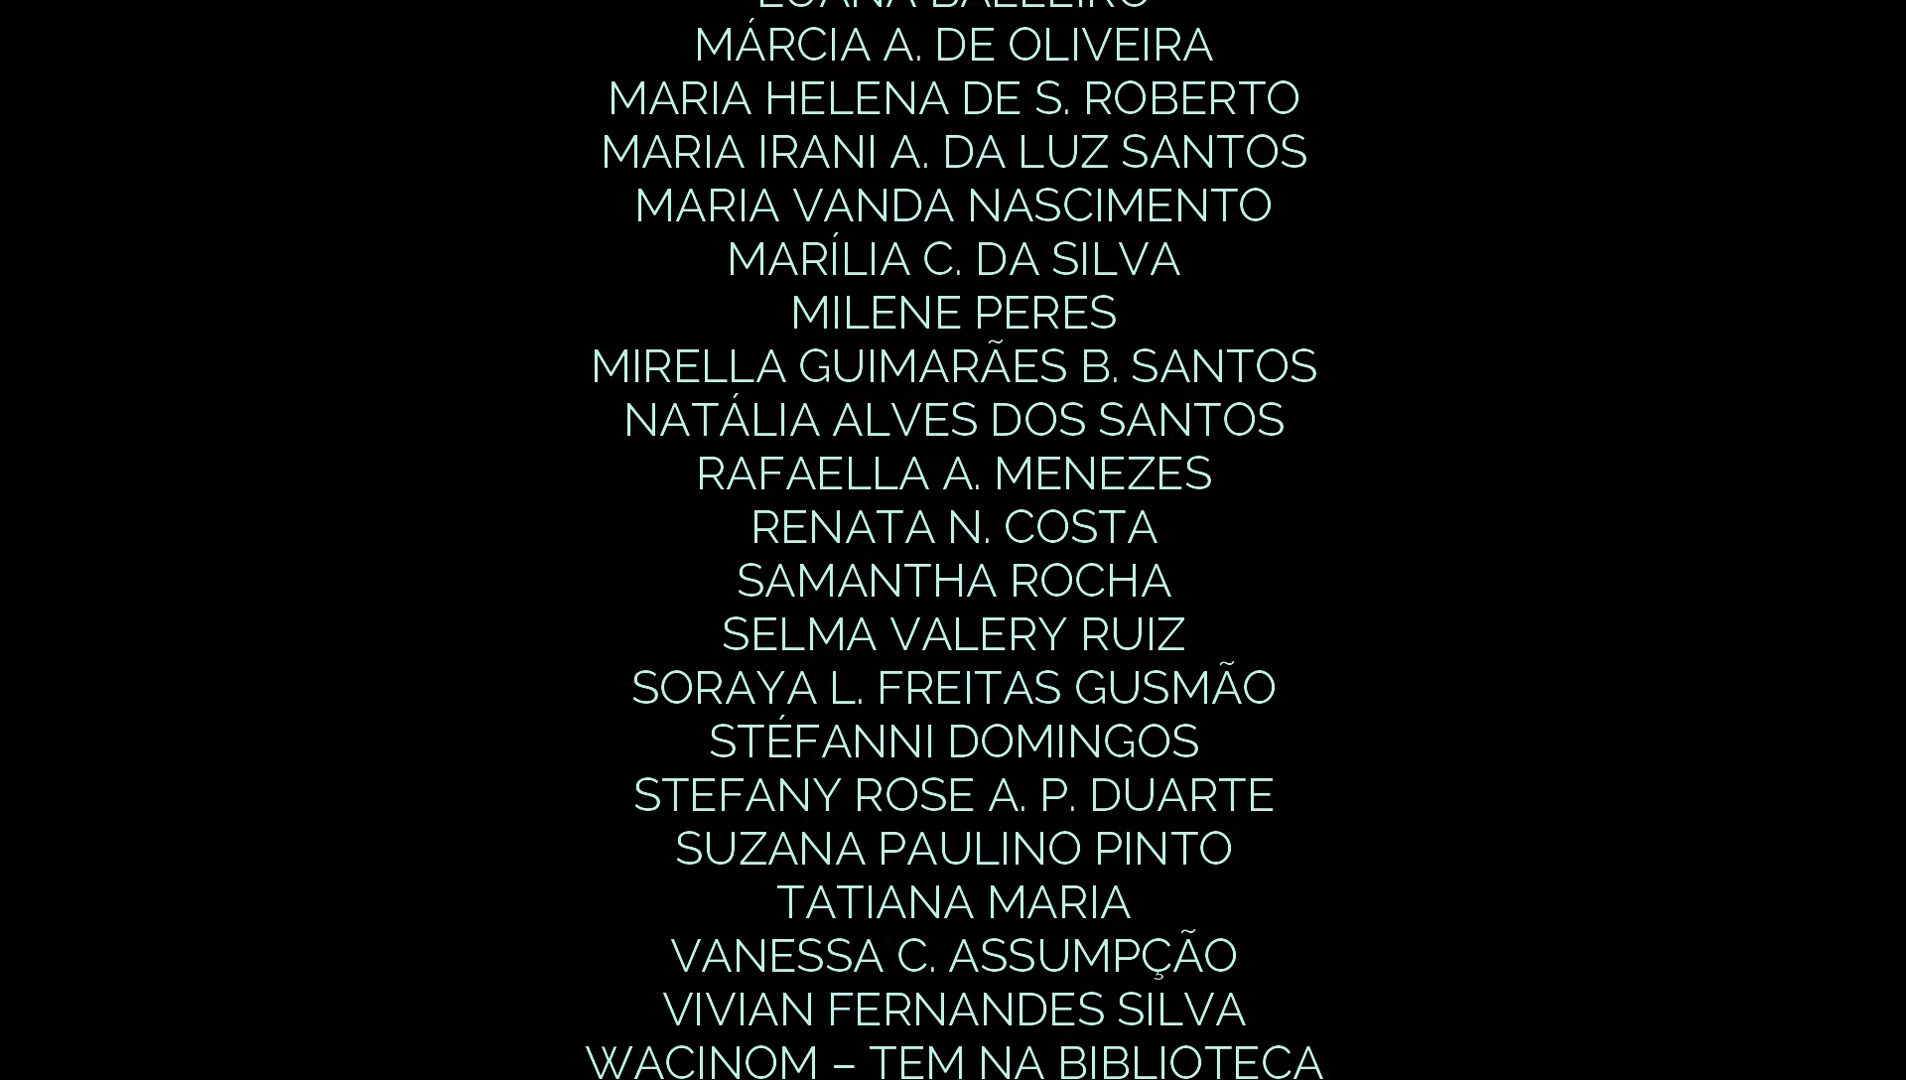 LUANA BALEEIRO
MÁRCIA A. DE OLIVEIRA
MARIA HELENA DE S. ROBERTO
MARIA IRANI A. DA LUZ SANTOS
MARIA VANDA NASCIMENTO
MARÍLIA C. DA SILVA
MILENE PERES
MIRELLA GUIMARÃES B. SANTOS
NATÁLIA ALVES DOS SANTOS
RAFAELLA A. MENEZES
RENATA N. COSTA
SAMANTHA ROCHA
SELMA VALERY RUIZ
SORAYA L. FREITAS GUSMÃO
STÉFANNI DOMINGOS
STEFANY ROSE A. P. DUARTE
SUZANA PAULINO PINTO
TATIANA MARIA
VANESSA C. ASSUMPÇÃO
VIVIAN FERNANDES SILVA
WACINOM – TEM NA BIBLIOTECA